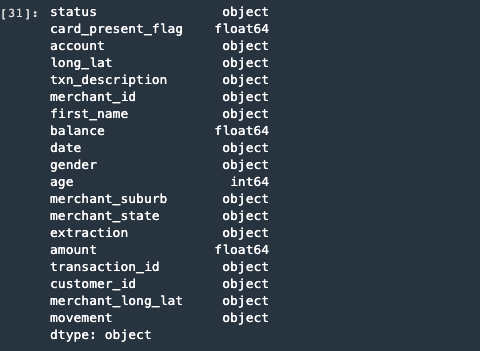 [31]: status object
card_present_flag float64
account object
long_lat object
txn_description object
merchant_id object
first_name object
balance float64
date object
gender object
age int64
merchant_suburb object
merchant_state object
extraction object
amount float64
transaction_id object
customer_id object
merchant_long_lat object
movement object
dtype: object